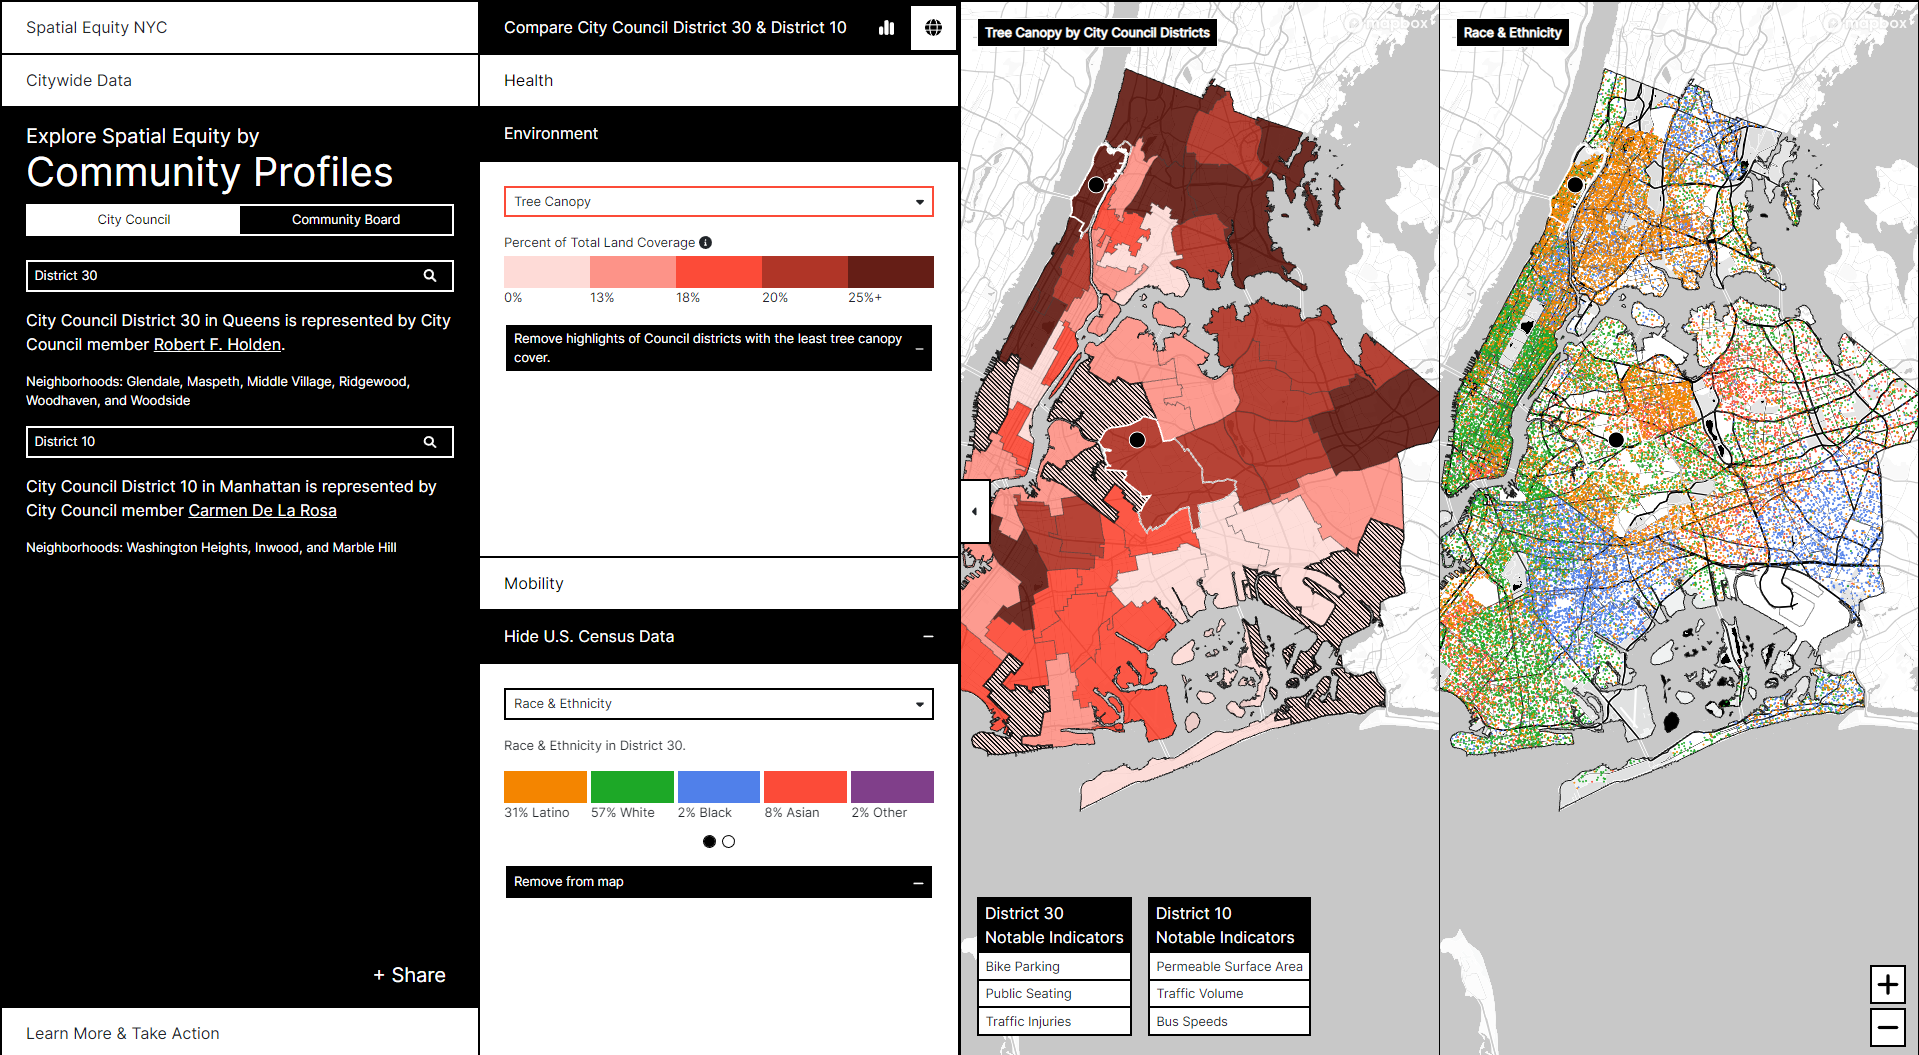 Spatial Equity NYC
Citywide Data
Explore Spatial Equity by
Community Profiles
City Council
Community Board
District 30
City Council District 30 in Queens is represented by City
Council member Robert F. Holden.
Neighborhoods: Glendale, Maspeth, Middle Village, Ridgewood,
Woodhaven, and Woodside
District 10
City Council District 10 in Manhattan is represented by
City Council member Carmen De La Rosa
Neighborhoods: Washington Heights, Inwood, and Marble Hill
+ Share
Learn More & Take Action
Compare City Council District 30 & District 10
Health
Environment
Tree Canopy
Percent of Total Land Coverage
0%
13%
18%
20%
25%+
Remove highlights of Council districts with the least tree canopy
cover.
Mobility
Hide U.S. Census Data
Race & Ethnicity
Race & Ethnicity in District 30.
31% Latino
57% White
2% Black
8% Asian
2% Other
Remove from map
Tree Canopy by City Council Districts
mapbox
District 30
Notable Indicators
Bike Parking
Public Seating
Traffic Injuries
District 10
Notable Indicators
Permeable Surface Area
Traffic Volume
Bus Speeds
Race & Ethnicity
mapbox